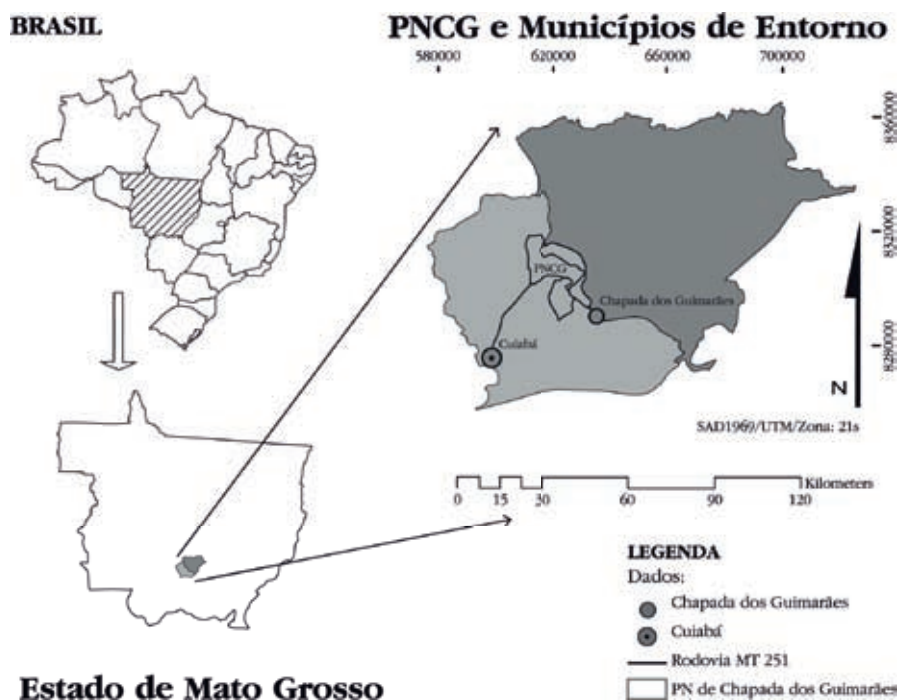 BRASIL
PNCG e Municípios de Entorno
580000 620000 660000 700000
8360000
8320000
8280000
PNCG
Chapada dos Guimarães
Cuiabá
N
SAD1969/UTM/Zona: 21s
Kilometers
0 15 30 60 90 120
LEGENDA
Dados:
Chapada dos Guimarães
Cuiabá
Rodovia MT 251
PN de Chapada dos Guimarães
Estado de Mato Grosso